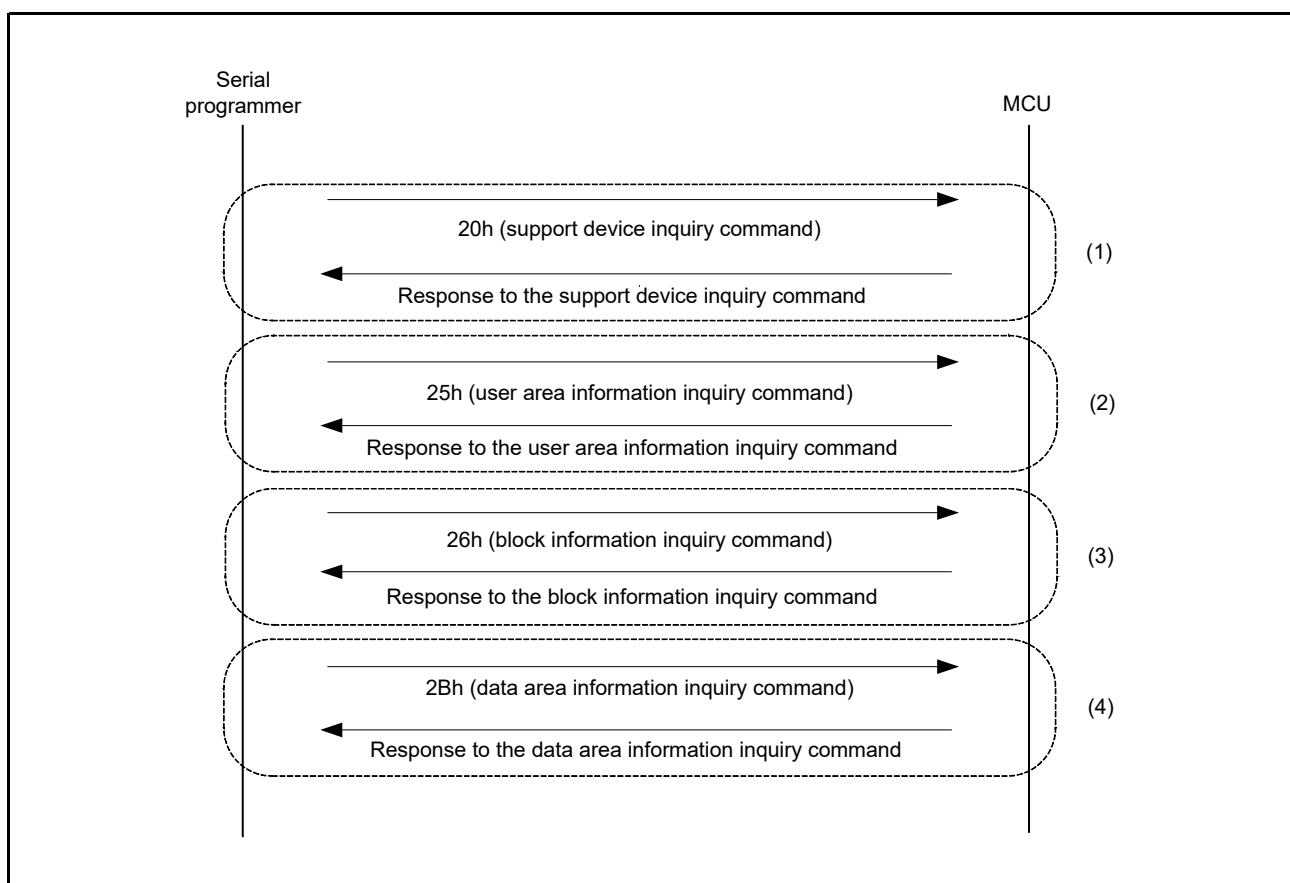 Serial
programmer
MCU
20h (support device inquiry command)
(1)
Response to the support device inquiry command
25h (user area information inquiry command)
(2)
Response to the user area information inquiry command
26h (block information inquiry command)
(3)
Response to the block information inquiry command
2Bh (data area information inquiry command)
(4)
Response to the data area information inquiry command